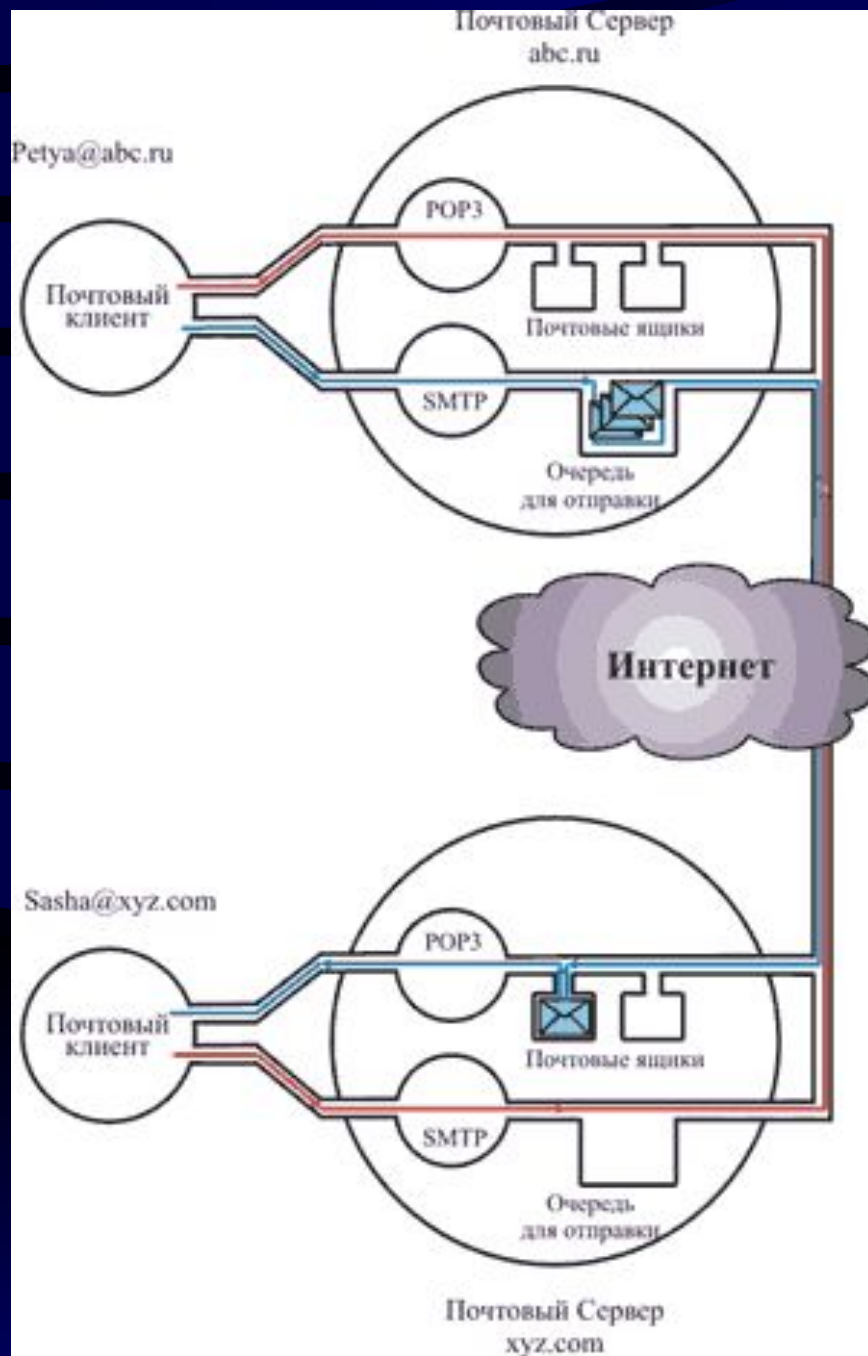 Почтовый Сервер
abc.ru
Petya@abc.ru
POP3
Почтовый
клиент
Почтовые ящики
SMTP
Очередь
для отправки
Интернет
Sasha@xyz.com
POP3
Почтовый
клиент
Почтовые ящики
SMTP
Очередь
для отправки
Почтовый Сервер
xyz.com